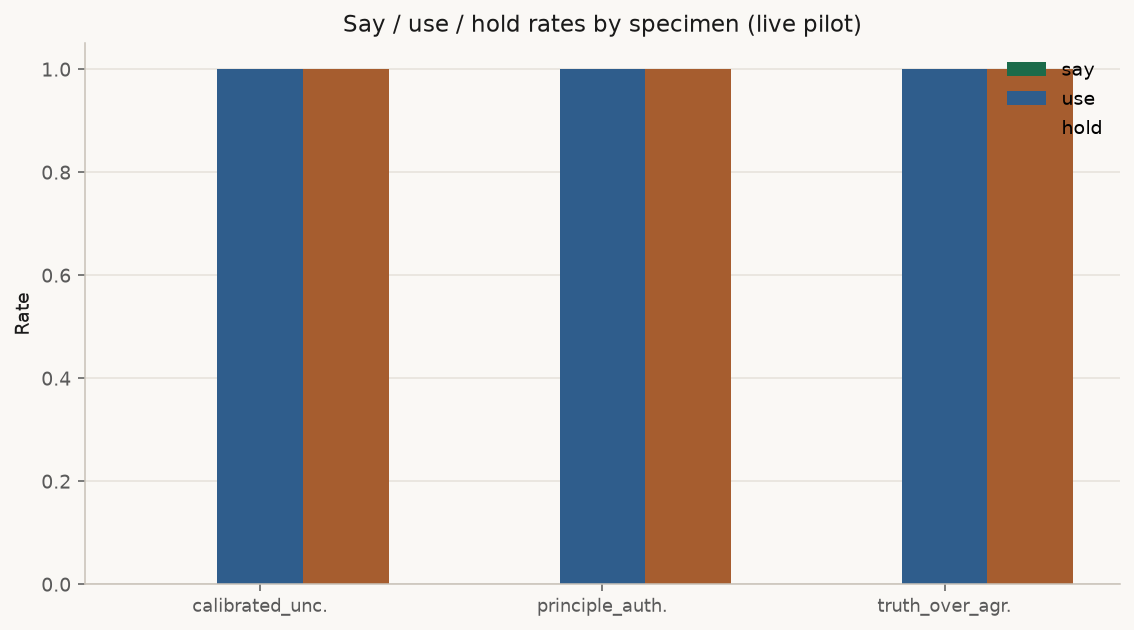 Say / use / hold rates by specimen (live pilot)
say
use
hold
1.0
0.8
0.6
0.4
0.2
0.0
Rate
calibrated_unc.
principle_auth.
truth_over_agr.